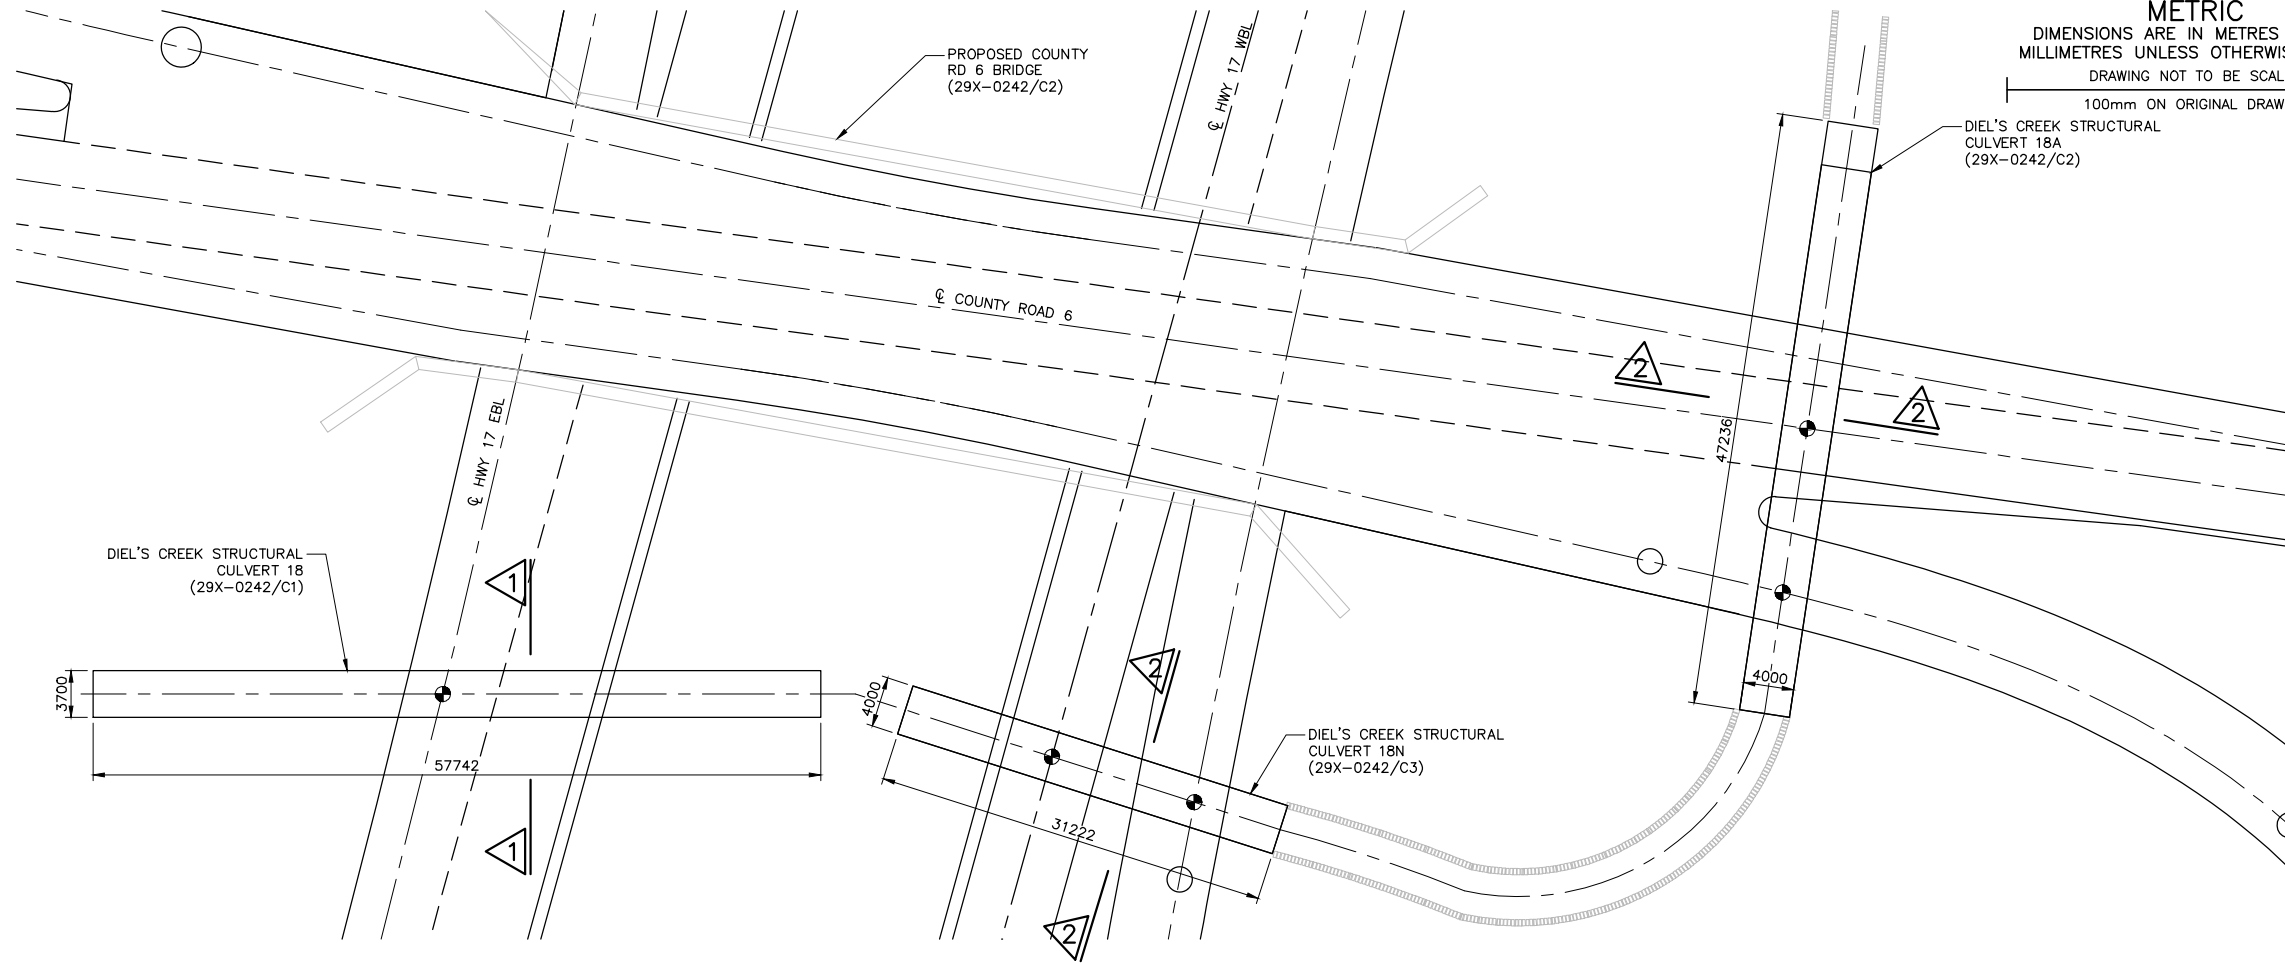 METRIC
DIMENSIONS ARE IN METRES
MILLIMETRES UNLESS OTHERWIS
DRAWING NOT TO BE SCAL
100mm ON ORIGINAL DRAW
PROPOSED COUNTY
RD 6 BRIDGE
(29X-0242/C2)
℄ HWY 17 WBL
DIEL'S CREEK STRUCTURAL
CULVERT 18A
(29X-0242/C2)
℄ COUNTY ROAD 6
2
2
47236
℄ HWY 17 EBL
DIEL'S CREEK STRUCTURAL
CULVERT 18
(29X-0242/C1)
1
2
3700
4000
4000
57742
DIEL'S CREEK STRUCTURAL
CULVERT 18N
(29X-0242/C3)
31222
1
2